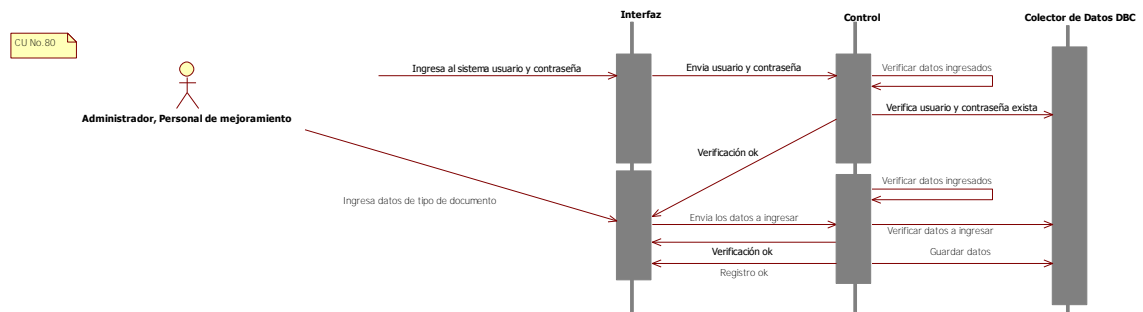 Interfaz
Control
Colector de Datos DBC
CU No.80
Ingresa al sistema usuario y contraseña
Envia usuario y contraseña
Verificar datos ingresados
Verifica usuario y contraseña exista
Administrador, Personal de mejoramiento
Verificación ok
Verificar datos ingresados
Ingresa datos de tipo de documento
Envia los datos a ingresar
Verificar datos a ingresar
Verificación ok
Guardar datos
Registro ok